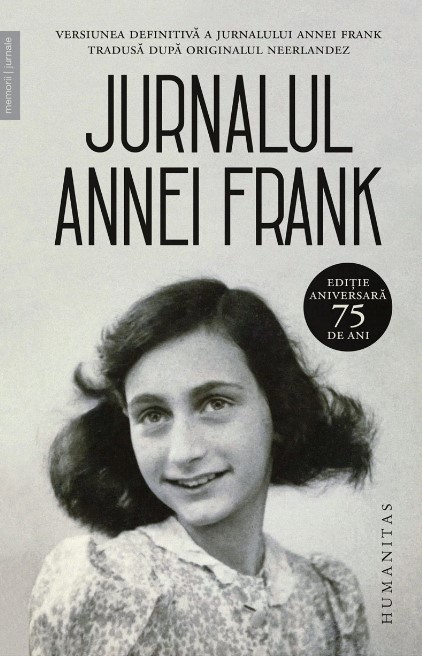 VERSIUNEA DEFINITIVĂ A JURNALULUI ANNEI FRANK
TRADUSĂ DUPĂ ORIGINALUL NEERLANDEZ
memorii | jurnale
JURNALUL
ANNEI FRANK
EDIȚIE
ANIVERSARĂ
75
DE ANI
HUMANITAS